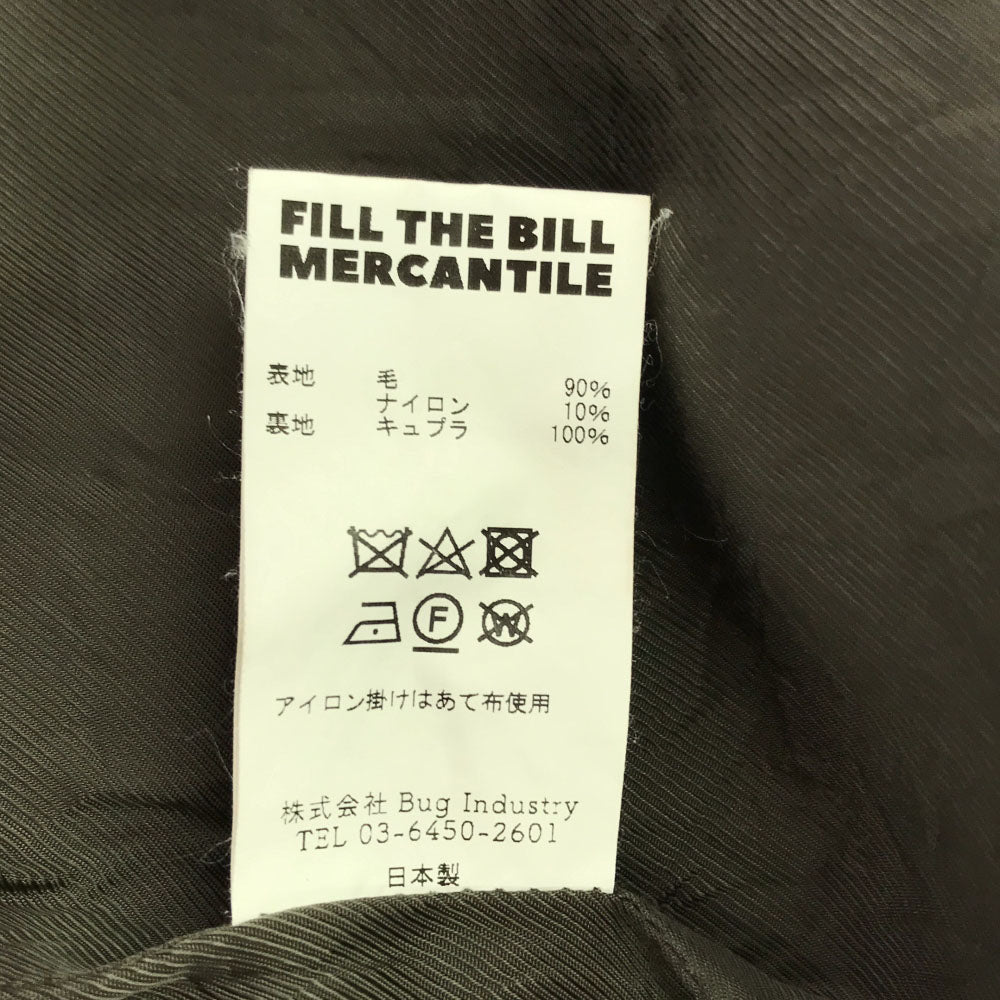 FILL THE BILL
MERCANTILE
表地 毛 90%
ナイロン 10%
裏地 キュプラ 100%
F W
アイロン掛けはあて布使用
株式会社 Bug Industry
TEL 03-6450-2601
日本製